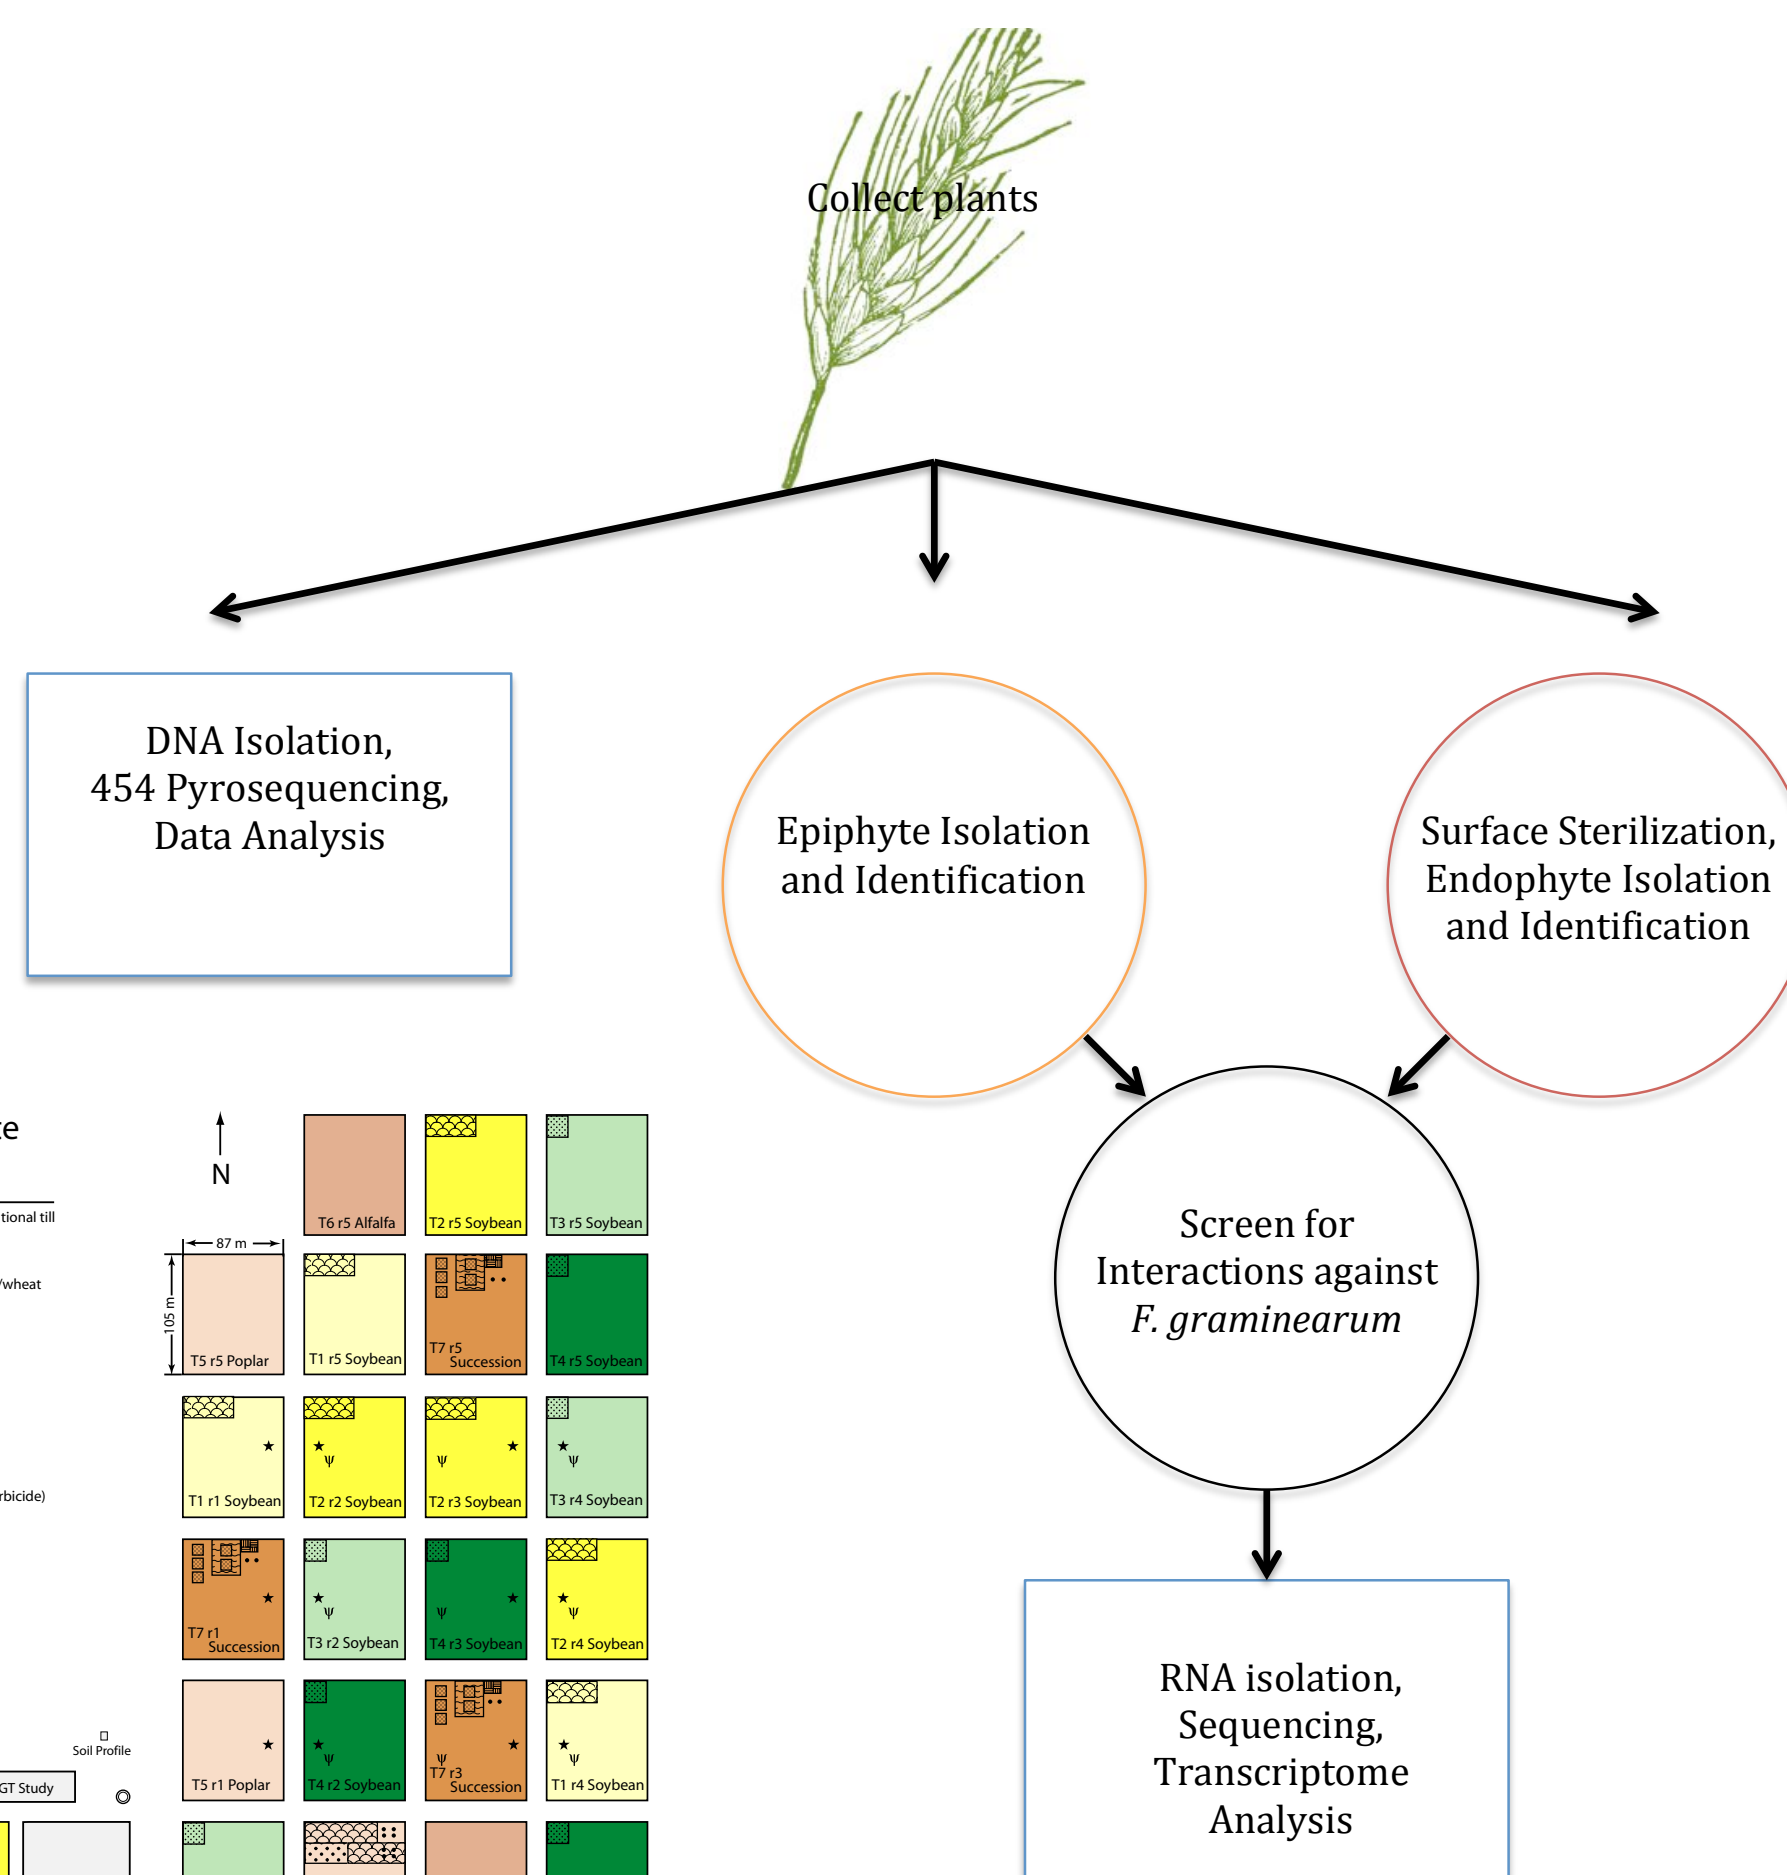 Collect plants
DNA Isolation,
454 Pyrosequencing,
Data Analysis
Epiphyte Isolation
and Identification
Surface Sterilization,
Endophyte Isolation
and Identification
Screen for
Interactions against
F. graminearum
RNA isolation,
Sequencing,
Transcriptome
Analysis
N
tional till
/wheat
rbicide)
87 m
105 m
T6 r5 Alfalfa
T2 r5 Soybean
T3 r5 Soybean
T5 r5 Poplar
T1 r5 Soybean
T7 r5
Succession
T4 r5 Soybean
T1 r1 Soybean
T2 r2 Soybean
T2 r3 Soybean
T3 r4 Soybean
T7 r1
Succession
T3 r2 Soybean
T4 r3 Soybean
T2 r4 Soybean
Soil Profile
GT Study
T5 r1 Poplar
T4 r2 Soybean
T7 r3
Succession
T1 r4 Soybean